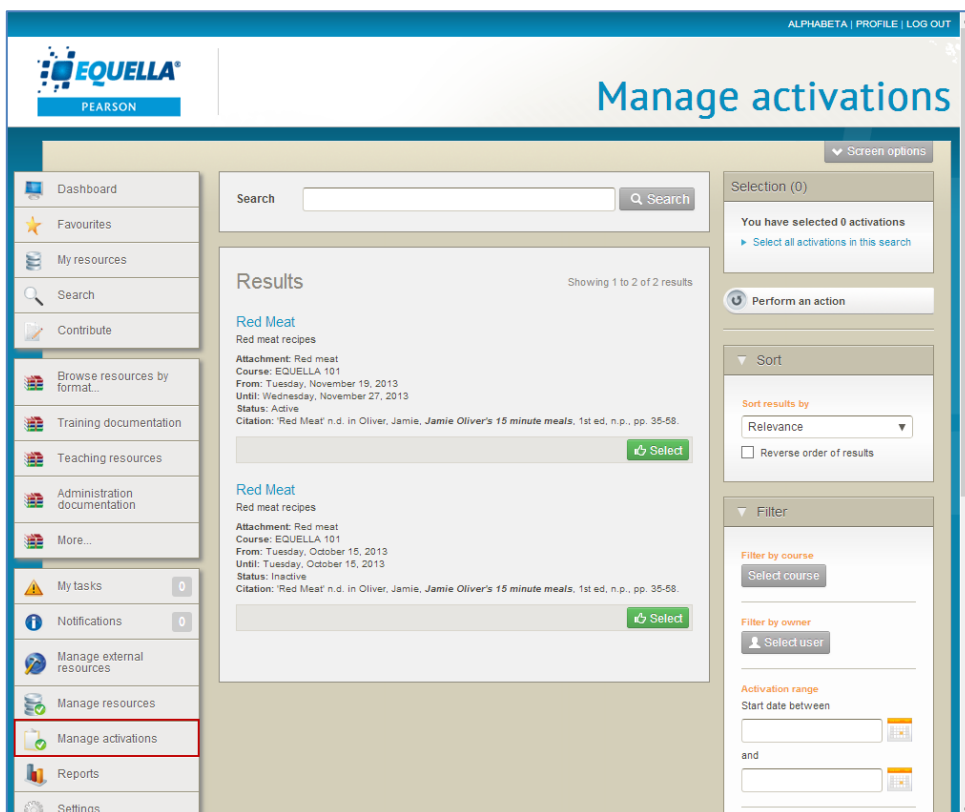 ALPHABETA | PROFILE | LOG OUT
EQUELLA®
PEARSON
Manage activations
Screen options
Dashboard
Favourites
My resources
Search
Contribute
Browse resources by
format...
Training documentation
Teaching resources
Administration
documentation
More...
My tasks 0
Notifications 0
Manage external
resources
Manage resources
Manage activations
Reports
Settings
Search Search
Results Showing 1 to 2 of 2 results
Red Meat
Red meat recipes
Attachment: Red meat
Course: EQUELLA 101
From: Tuesday, November 19, 2013
Until: Wednesday, November 27, 2013
Status: Active
Citation: 'Red Meat' n.d. in Oliver, Jamie, Jamie Oliver's 15 minute meals, 1st ed, n.p., pp. 35-58.
Select
Red Meat
Red meat recipes
Attachment: Red meat
Course: EQUELLA 101
From: Tuesday, October 15, 2013
Until: Tuesday, October 15, 2013
Status: Inactive
Citation: 'Red Meat' n.d. in Oliver, Jamie, Jamie Oliver's 15 minute meals, 1st ed, n.p., pp. 35-58.
Select
Selection (0)
You have selected 0 activations
Select all activations in this search
Perform an action
Sort
Sort results by
Relevance
Reverse order of results
Filter
Filter by course
Select course
Filter by owner
Select user
Activation range
Start date between
and